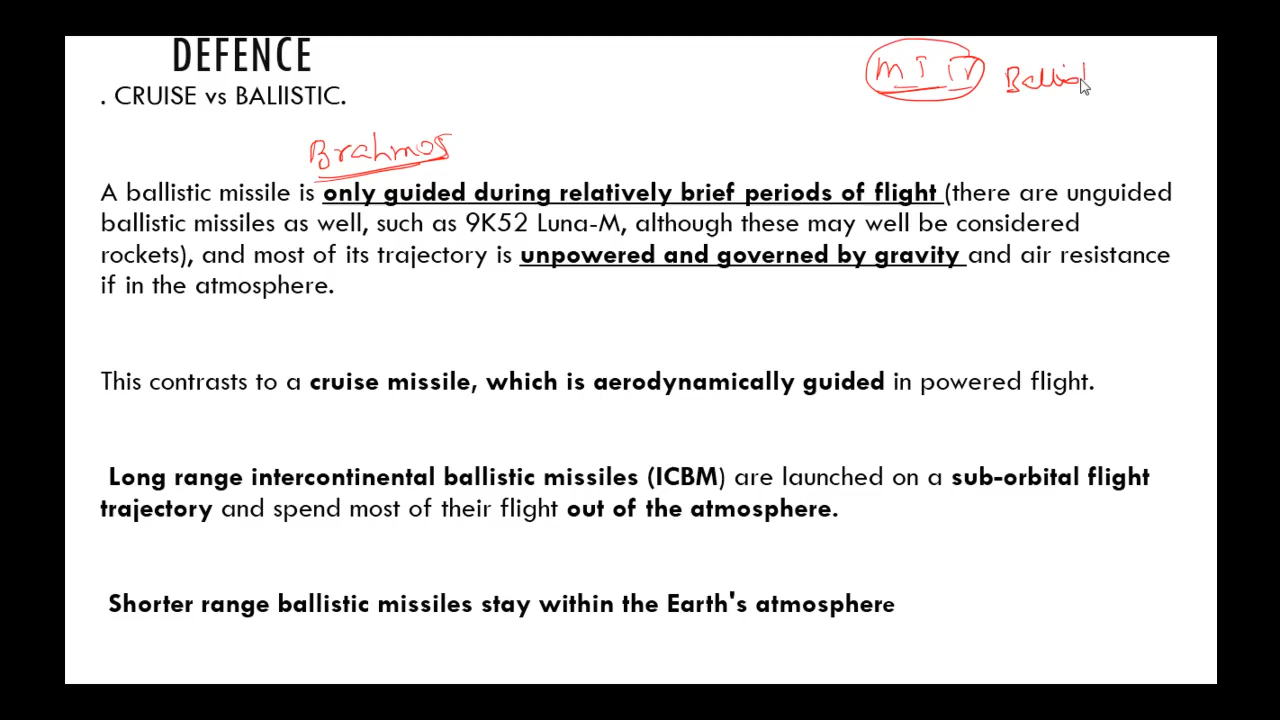 DEFENCE
. CRUISE vs BALIISTIC.
Brahmos
A ballistic missile is only guided during relatively brief periods of flight (there are unguided
ballistic missiles as well, such as 9K52 Luna-M, although these may well be considered
rockets), and most of its trajectory is unpowered and governed by gravity and air resistance
if in the atmosphere.
This contrasts to a cruise missile, which is aerodynamically guided in powered flight.
Long range intercontinental ballistic missiles (ICBM) are launched on a sub-orbital flight
trajectory and spend most of their flight out of the atmosphere.
Shorter range ballistic missiles stay within the Earth's atmosphere